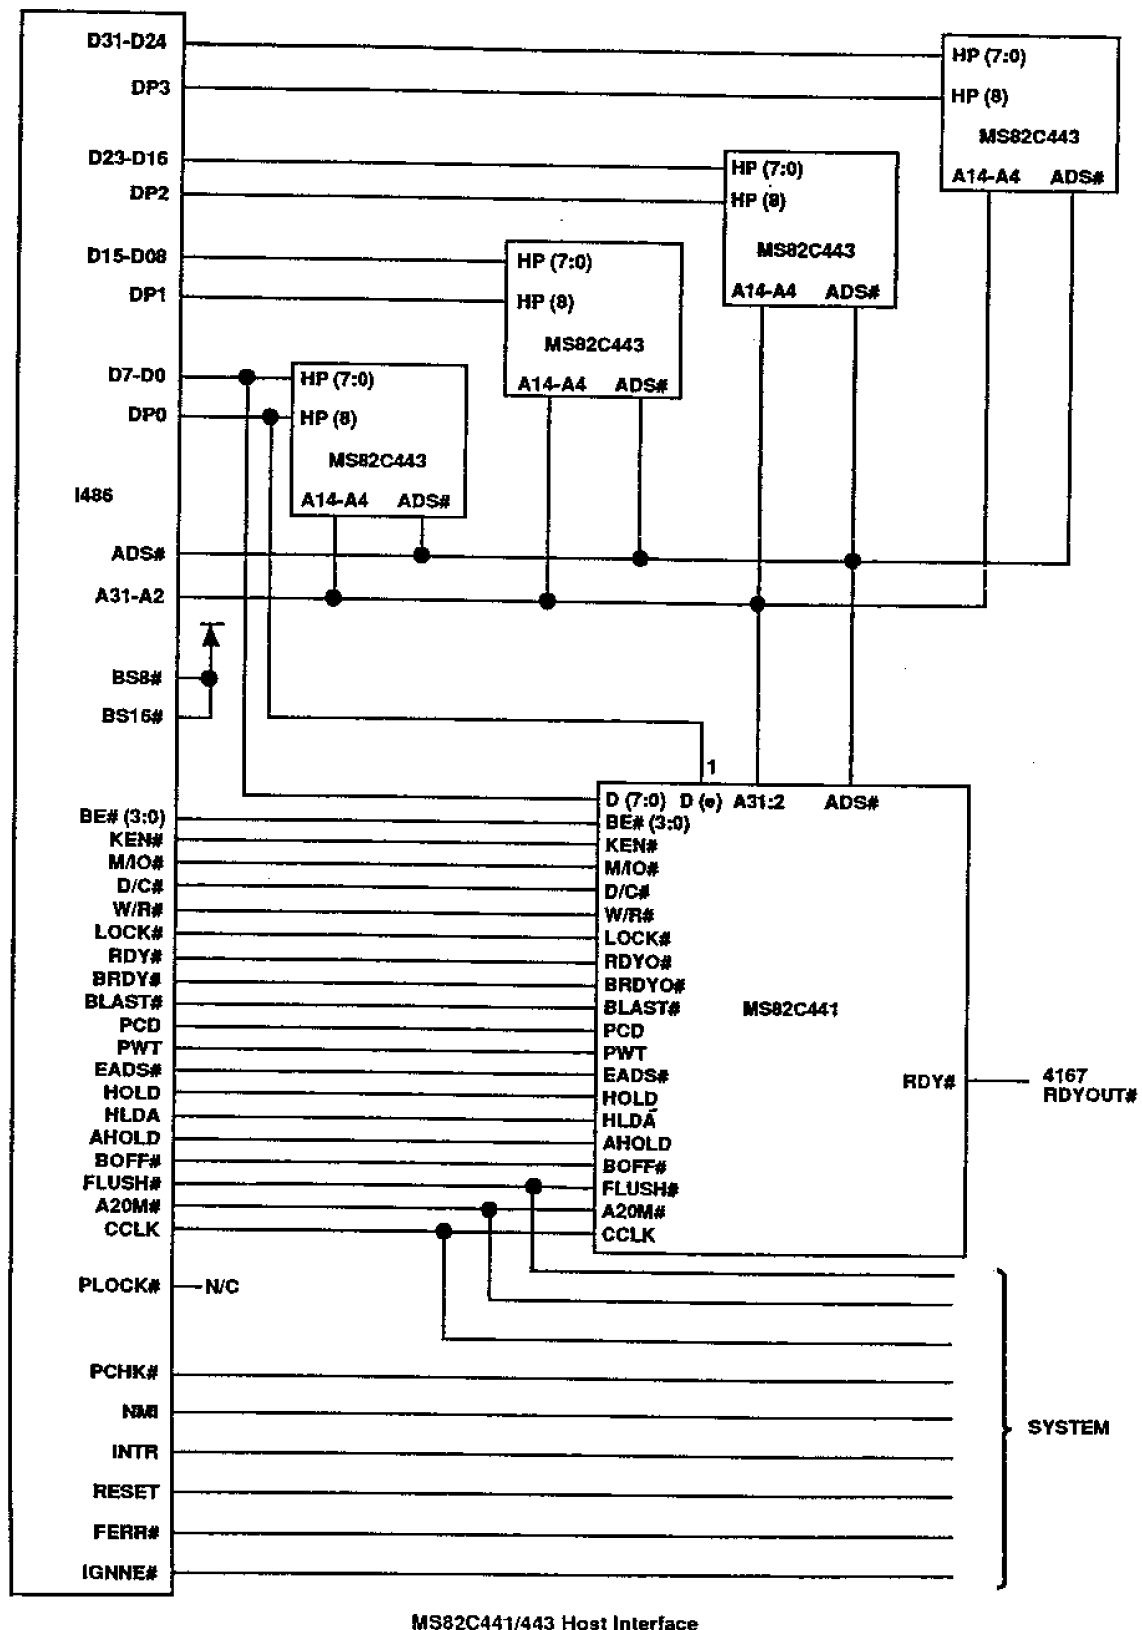 D31-D24
HP (7:0)
DP3
HP (8)
MS82C443
A14-A4 ADS#
D23-D16
HP (7:0)
DP2
HP (8)
MS82C443
A14-A4 ADS#
D15-D08
HP (7:0)
DP1
HP (8)
MS82C443
A14-A4 ADS#
D7-D0
HP (7:0)
DP0
HP (8)
MS82C443
A14-A4 ADS#
I486
ADS#
A31-A2
BS8#
BS16#
1
D (7:0) D (e) A31:2 ADS#
BE# (3:0)
KEN#
M/IO#
D/C#
W/R#
LOCK#
RDY#
BRDY#
BLAST#
PCD
PWT
EADS#
HOLD
HLDA
AHOLD
BOFF#
FLUSH#
A20M#
CCLK
BE# (3:0)
KEN#
M/IO#
D/C#
W/R#
LOCK#
RDYO#
BRDYO#
BLAST#
PCD
PWT
EADS#
HOLD
HLDA
AHOLD
BOFF#
FLUSH#
A20M#
CCLK
MS82C441
RDY#
4167
RDYOUT#
PLOCK# N/C
PCHK#
NMI
INTR
RESET
FERR#
IGNNE#
SYSTEM
MS82C441/443 Host Interface